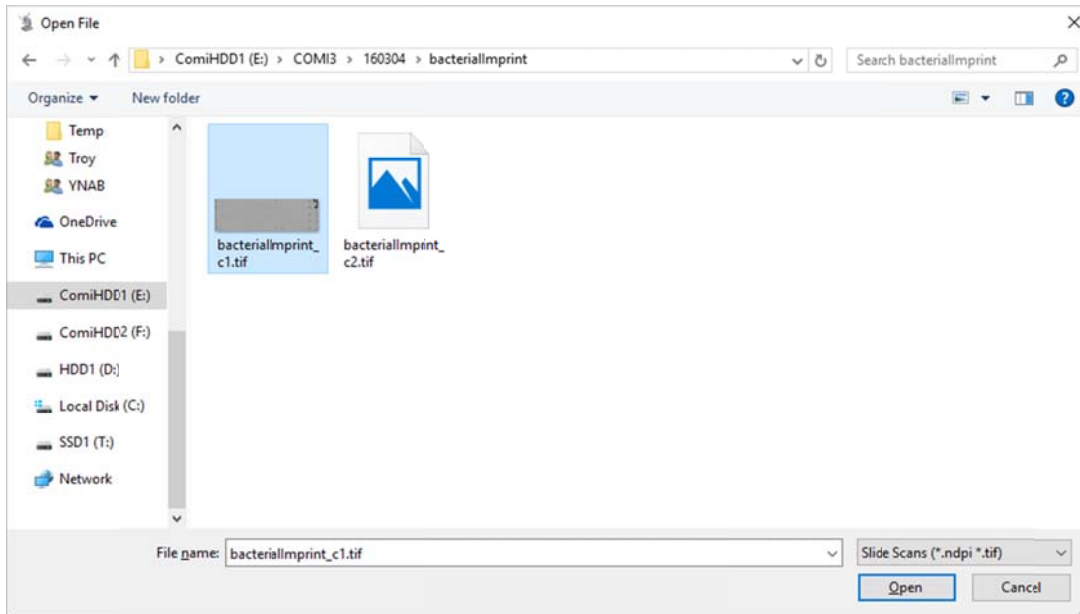 Open File
ComiHDD1 (E:) > COMI3 > 160304 > bacterialImprint
Search bacterialImprint
Organize
New folder
Temp
Troy
YNAB
OneDrive
This PC
ComiHDD1 (E:)
ComiHDD2 (F:)
HDD1 (D:)
Local Disk (C:)
SSD1 (T:)
Network
bacterialImprint_
c1.tif
bacterialImprint_
c2.tif
File name:
bacterialImprint_c1.tif
Slide Scans (*.ndpi *.tif)
Open
Cancel